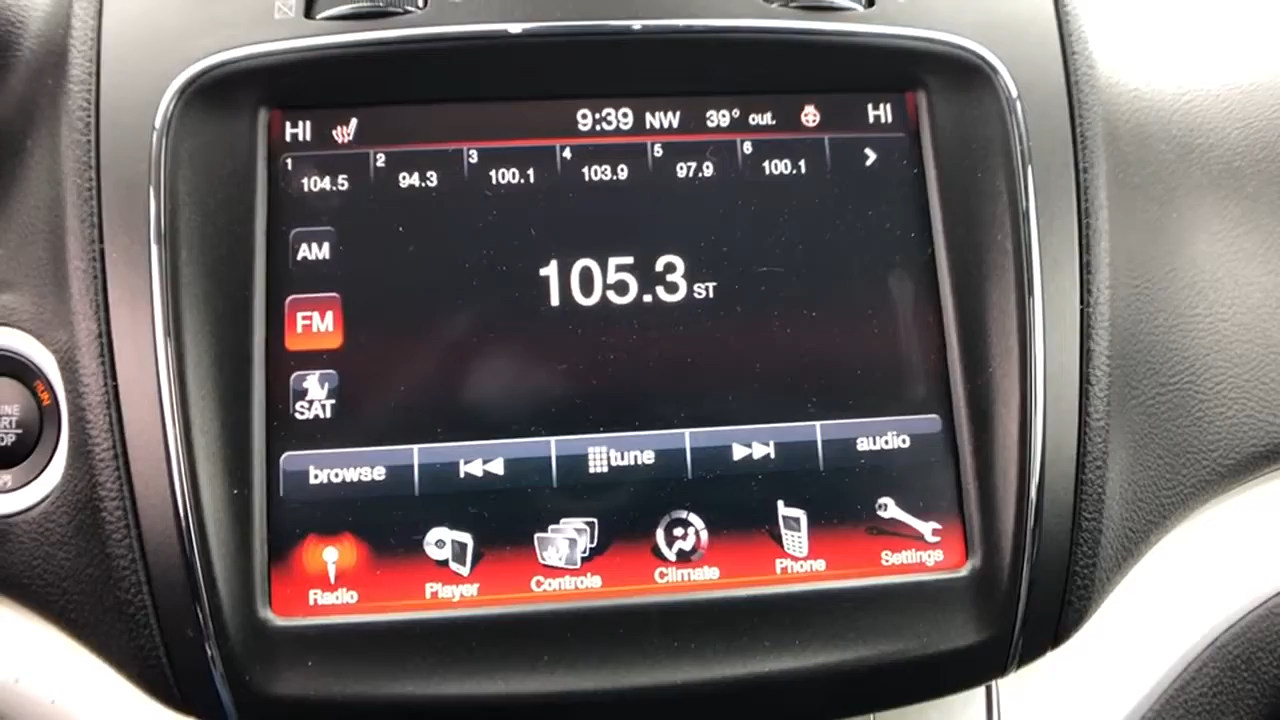 HI 9:39 NW 39° out. HI
1 104.5 2 94.3 3 100.1 4 103.9 5 97.9 6 100.1
AM
105.3 ST
FM
SAT
browse tune audio
Radio Player Controls Climate Phone Settings
RUN